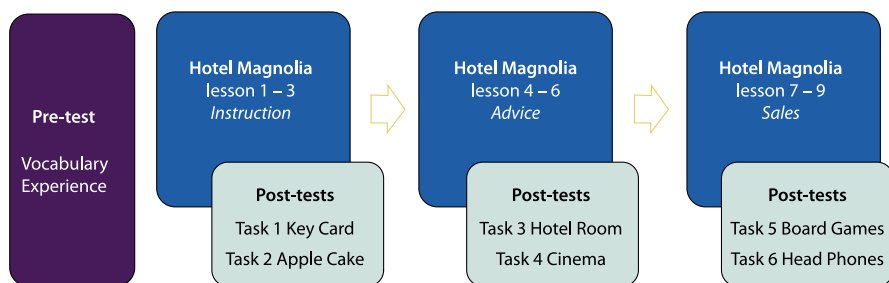 Pre-test
Vocabulary
Experience
Hotel Magnolia
lesson 1 – 3
Instruction
Post-tests
Task 1 Key Card
Task 2 Apple Cake
Hotel Magnolia
lesson 4 – 6
Advice
Post-tests
Task 3 Hotel Room
Task 4 Cinema
Hotel Magnolia
lesson 7 – 9
Sales
Post-tests
Task 5 Board Games
Task 6 Head Phones